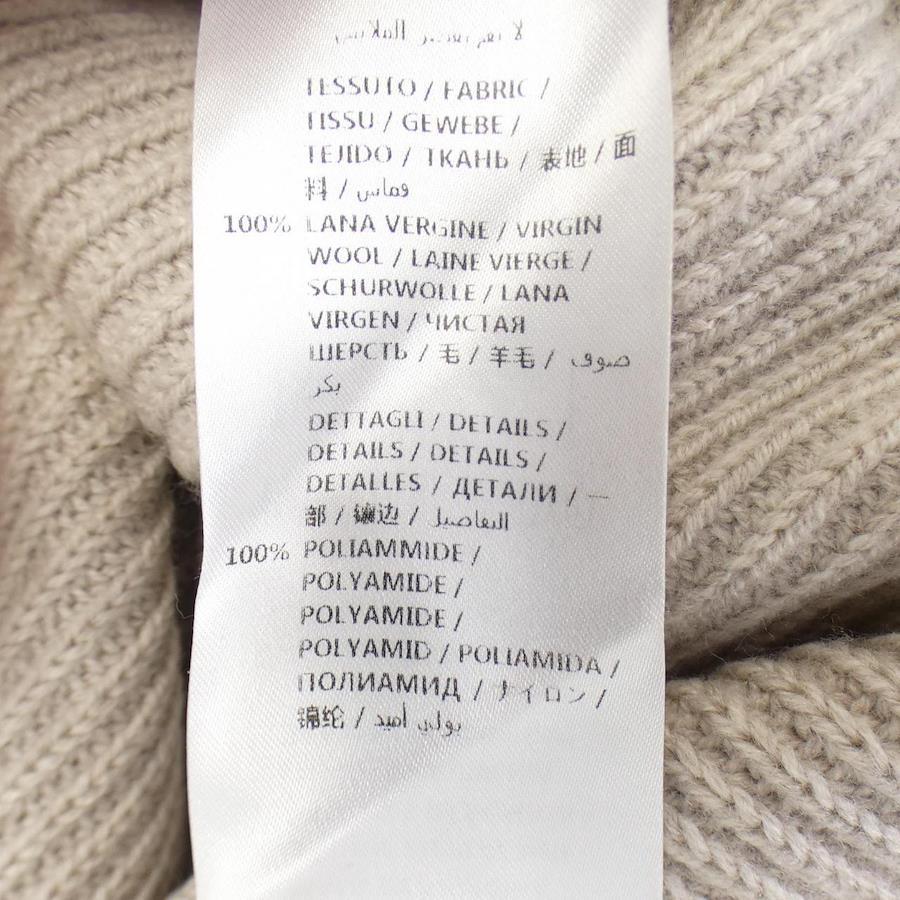 TESSUTO / FABRIC /
TISSU / GEWEBE /
TEJIDO / ТКАНЬ / 表地 / 面
料 / قماش
100% LANA VERGINE / VIRGIN
WOOL / LAINE VIERGE /
SCHURWOLLE / LANA
VIRGEN / ЧИСТАЯ
ШЕРСТЬ / 毛 / 羊毛 / صوف
بكر
DETTAGLI / DETAILS /
DETAILS / DETAILS /
DETALLES / ДЕТАЛИ / 一
部 / 镶边 / التفاصيل
100% POLIAMMIDE /
POLYAMIDE /
POLYAMIDE /
POLYAMID / POLIAMIDA /
ПОЛИАМИД / ナイロン /
锦纶 / بولي أميد